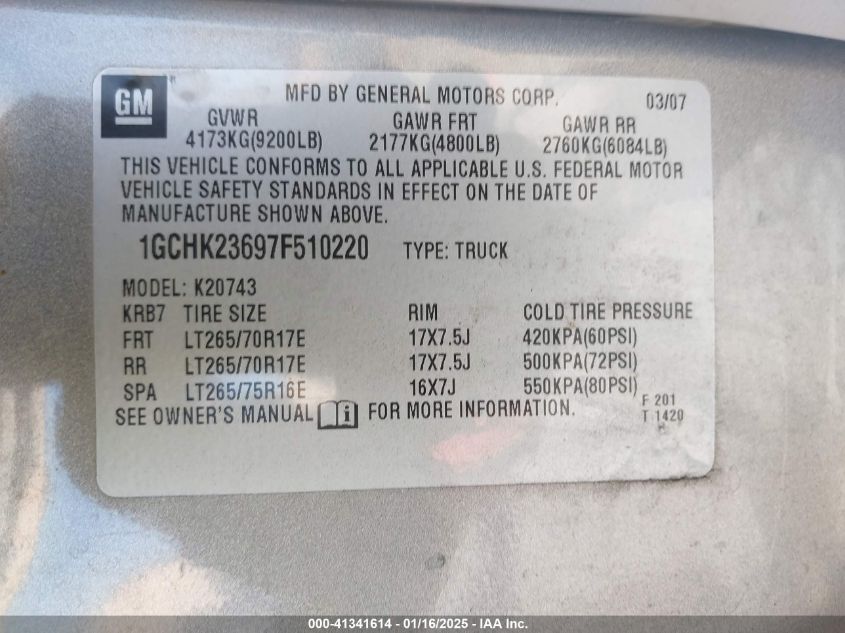 GM
MFD BY GENERAL MOTORS CORP. 03/07
GVWR GAWR FRT GAWR RR
4173KG(9200LB) 2177KG(4800LB) 2760KG(6084LB)
THIS VEHICLE CONFORMS TO ALL APPLICABLE U.S. FEDERAL MOTOR
VEHICLE SAFETY STANDARDS IN EFFECT ON THE DATE OF
MANUFACTURE SHOWN ABOVE.
1GCHK23697F510220 TYPE: TRUCK
MODEL: K20743
KRB7 TIRE SIZE RIM COLD TIRE PRESSURE
FRT LT265/70R17E 17X7.5J 420KPA(60PSI)
RR LT265/70R17E 17X7.5J 500KPA(72PSI)
SPA LT265/75R16E 16X7J 550KPA(80PSI)
SEE OWNER'S MANUAL i FOR MORE INFORMATION.
F 201
T 1420
000-41341614 - 01/16/2025 - IAA Inc.